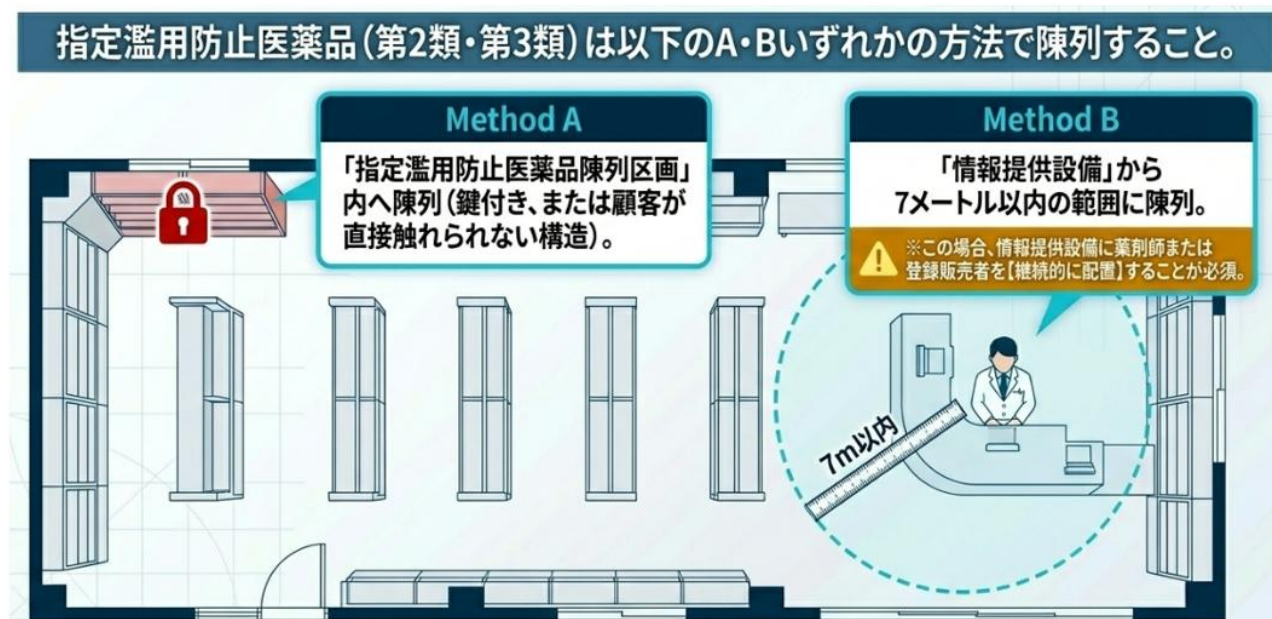 指定濫用防止医薬品(第2類・第3類)は以下のA・Bいずれかの方法で陳列すること。
Method A
「指定濫用防止医薬品陳列区画」
内へ陳列(鍵付き、または顧客が
直接触れられない構造)。
Method B
「情報提供設備」から
7メートル以内の範囲に陳列。
※この場合、情報提供設備に薬剤師または
登録販売者を【継続的に配置】することが必須。
7m以内